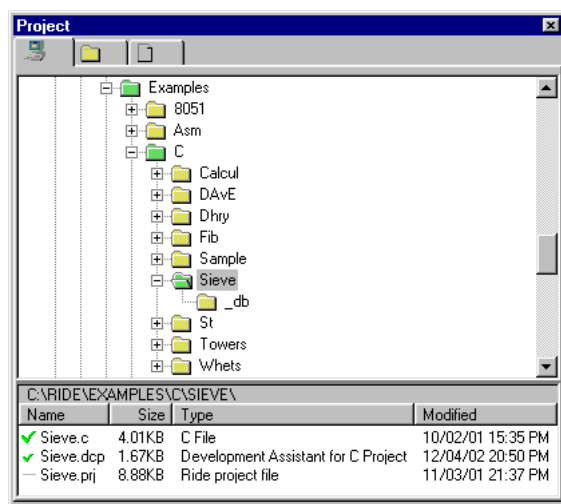 Project
Examples
8051
Asm
C
Calcul
DAvE
Dhry
Fib
Sample
Sieve
_db
St
Towers
Whets
C:\RIDE\EXAMPLES\C\SIEVE\
Name Size Type Modified
Sieve.c 4.01KB C File 10/02/01 15:35 PM
Sieve.dcp 1.67KB Development Assistant for C Project 12/04/02 20:50 PM
Sieve.prj 8.88KB Ride project file 11/03/01 21:37 PM